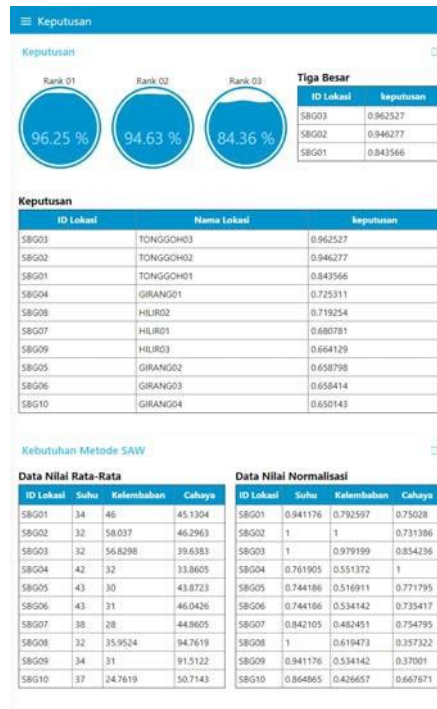 Keputusan
Keputusan
Rank 01 Rank 02 Rank 03
96.25 % 94.63 % 84.36 %
Tiga Besar
ID Lokasi keputusan
SBG03 0.962527
SBG02 0.946277
SBG01 0.843566
Keputusan
ID Lokasi Nama Lokasi keputusan
SBG03 TONGGOH03 0.962527
SBG02 TONGGOH02 0.946277
SBG01 TONGGOH01 0.843566
SBG04 GIRANG01 0.725311
SBG08 HILIR02 0.719254
SBG07 HILIR01 0.680781
SBG09 HILIR03 0.664129
SBG05 GIRANG02 0.658798
SBG06 GIRANG03 0.658414
SBG10 GIRANG04 0.650143
Kebutuhan Metode SAW
Data Nilai Rata-Rata
ID Lokasi Suhu Kelembaban Cahaya
SBG01 34 46 45.1304
SBG02 32 58.037 46.2963
SBG03 32 56.8298 39.6383
SBG04 42 32 33.8605
SBG05 43 30 43.8723
SBG06 43 31 46.0426
SBG07 38 28 44.8605
SBG08 32 35.9524 94.7619
SBG09 34 31 91.5122
SBG10 37 24.7619 50.7143
Data Nilai Normalisasi
ID Lokasi Suhu Kelembaban Cahaya
SBG01 0.941176 0.792597 0.75028
SBG02 1 1 0.731386
SBG03 1 0.979199 0.854236
SBG04 0.761905 0.551372 1
SBG05 0.744186 0.516911 0.771795
SBG06 0.744186 0.534142 0.735417
SBG07 0.842105 0.482451 0.754795
SBG08 1 0.619473 0.357322
SBG09 0.941176 0.534142 0.37001
SBG10 0.864865 0.426657 0.667671